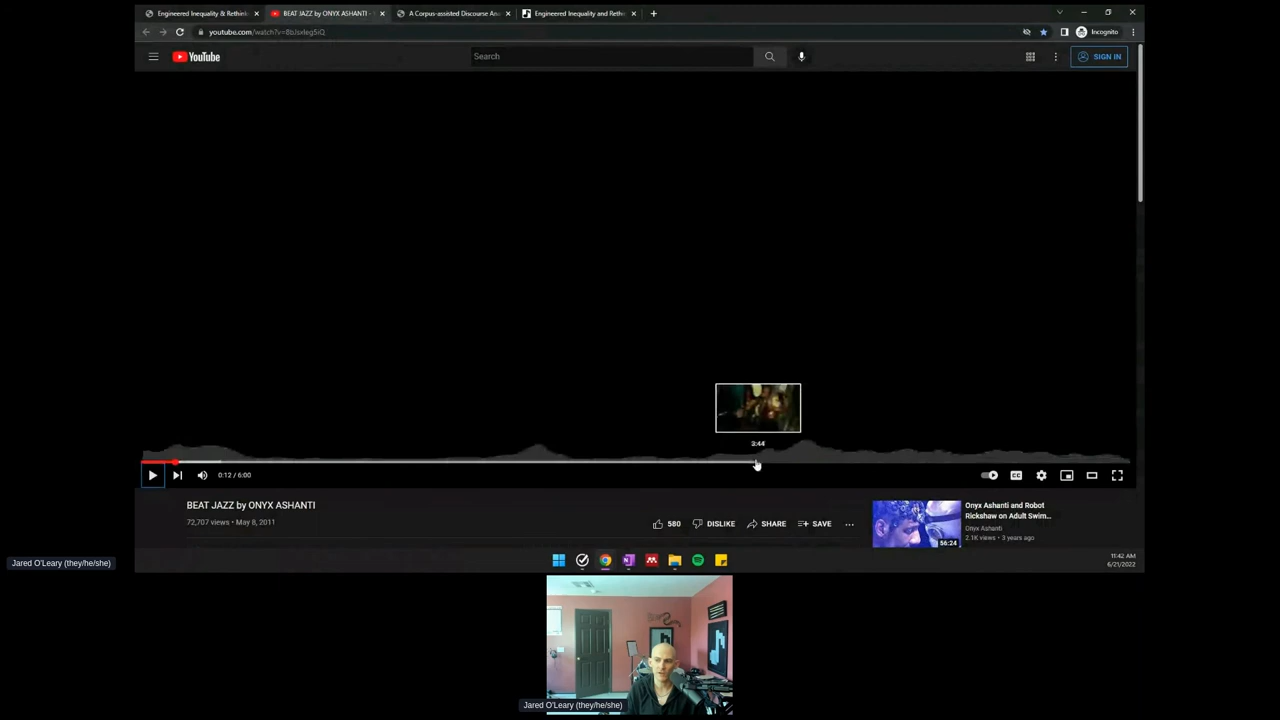 Engineered Inequality & Rethink
BEAT JAZZ by ONYX ASHANTI -
A Corpus-assisted Discourse Ana
Engineered Inequality and Rethi
youtube.com/watch?v=8bJsxleg5iQ
Incognito
YouTube
Search
SIGN IN
3:44
0:12 / 6:00
CC
BEAT JAZZ by ONYX ASHANTI
72,707 views • May 8, 2011
580
DISLIKE
SHARE
SAVE
Onyx Ashanti and Robot
Rickshaw on Adult Swim...
Onyx Ashanti
2.1K views • 3 years ago
56:24
11:42 AM
6/21/2022
Jared O'Leary (they/he/she)
Jared O'Leary (they/he/she)